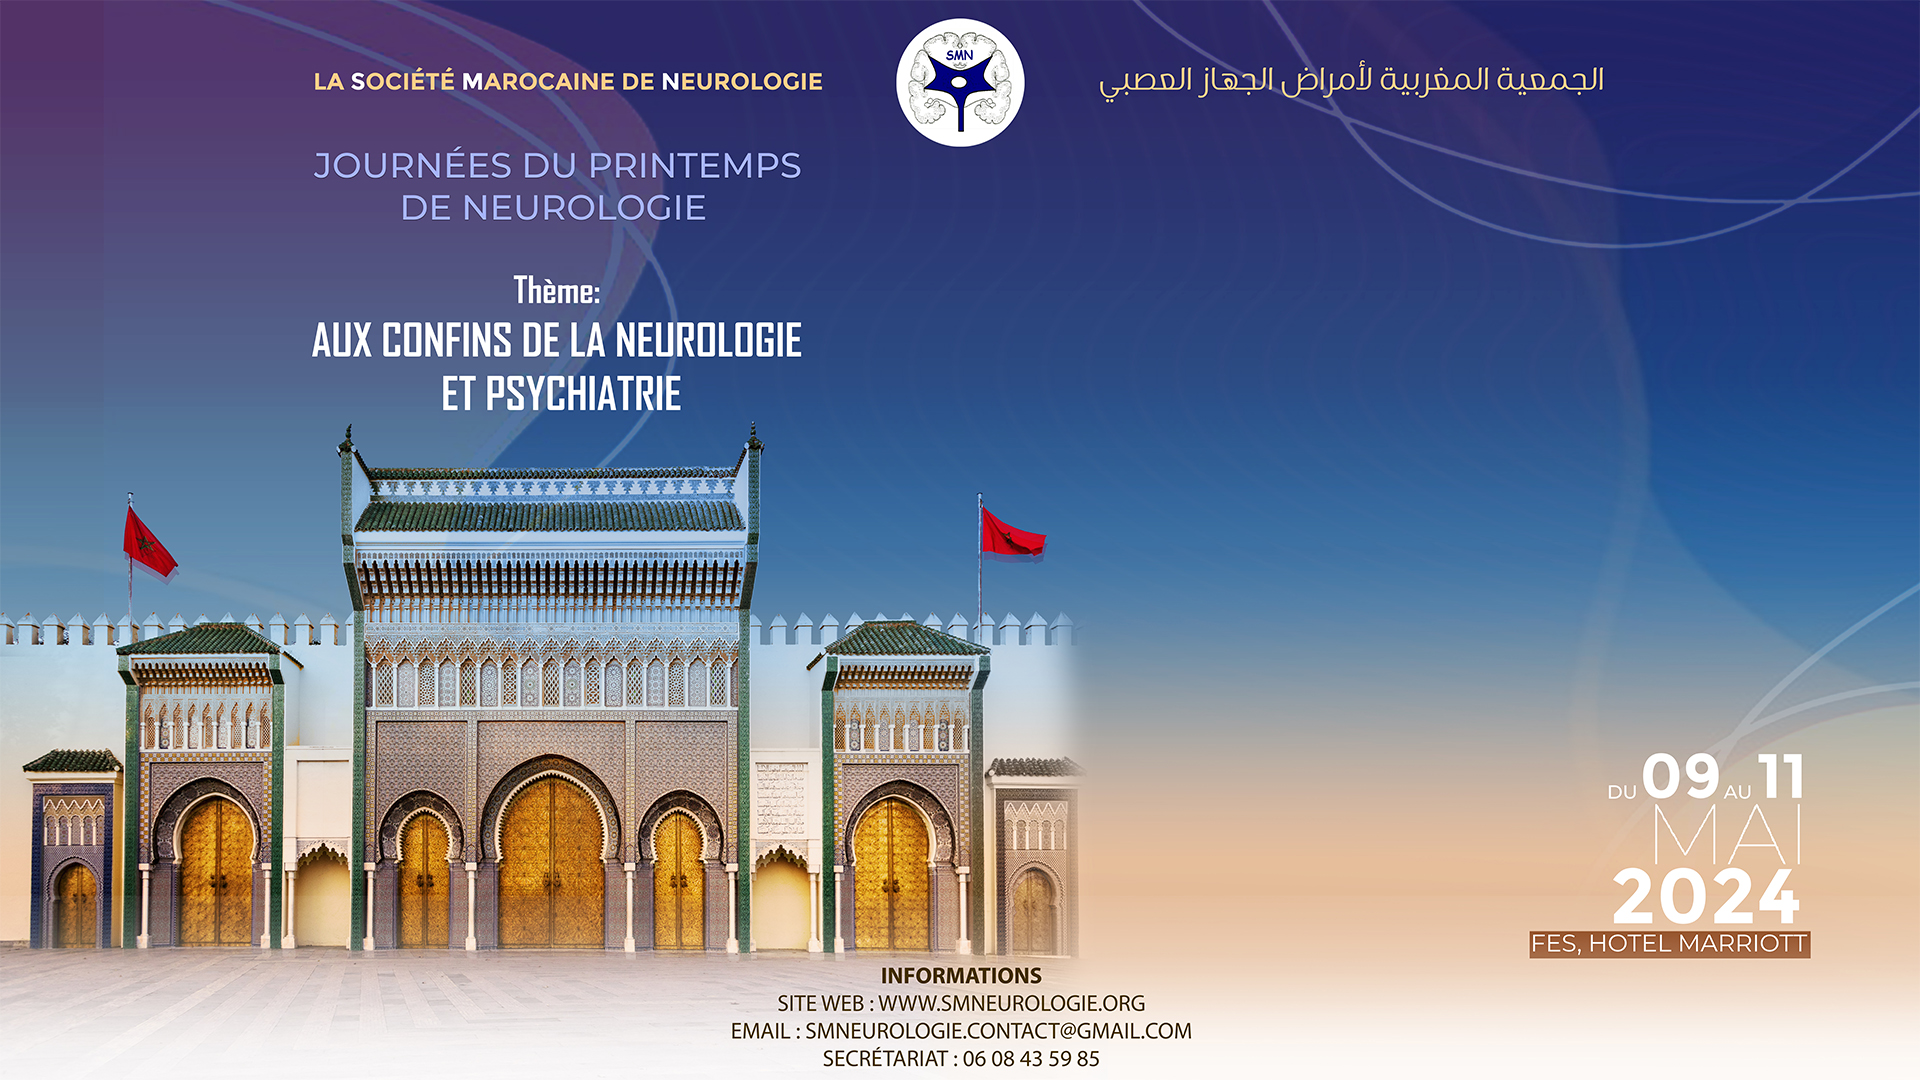 LA SOCIÉTÉ MAROCAINE DE NEUROLOGIE
SMN
الجمعية المغربية لأمراض الجهاز العصبي
JOURNÉES DU PRINTEMPS
DE NEUROLOGIE
Thème:
AUX CONFINS DE LA NEUROLOGIE
ET PSYCHIATRIE
DU 09 AU 11
MAI
2024
FES, HOTEL MARRIOTT
INFORMATIONS
SITE WEB : WWW.SMNEUROLOGIE.ORG
EMAIL : SMNEUROLOGIE.CONTACT@GMAIL.COM
SECRÉTARIAT : 06 08 43 59 85